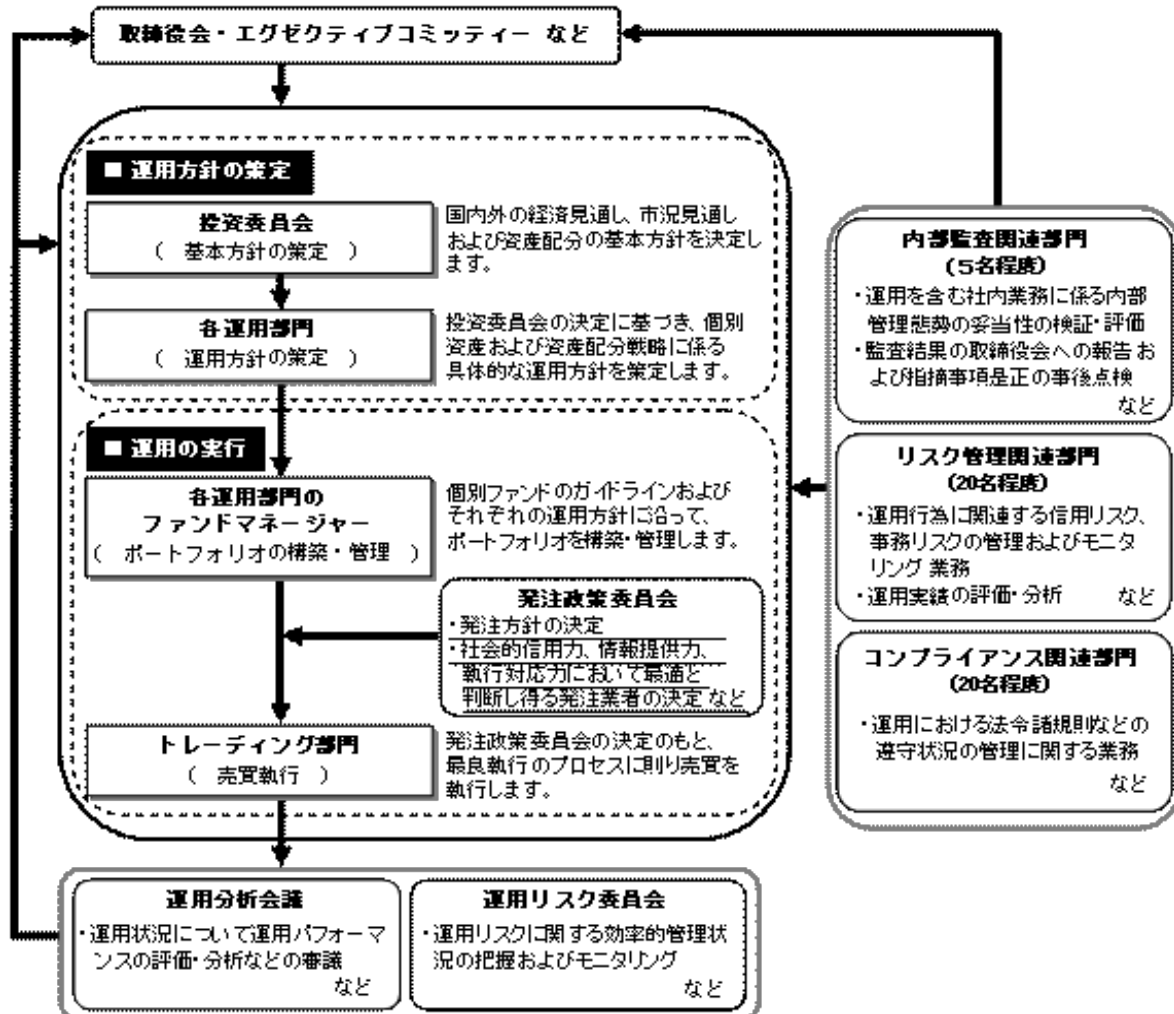 取締役会・エグゼクティブコミッティー など
■ 運用方針の策定
投資委員会
( 基本方針の策定 )
国内外の経済見通し、市況見通し
および資産配分の基本方針を決定し
ます。
各運用部門
( 運用方針の策定 )
投資委員会の決定に基づき、個別
資産および資産配分戦略に係る
具体的な運用方針を策定します。
■ 運用の実行
各運用部門の
ファンドマネージャー
( ポートフォリオの構築・管理 )
個別ファンドのガイドラインおよび
それぞれの運用方針に沿って、
ポートフォリオを構築・管理します。
発注政策委員会
・発注方針の決定
・社会的信用力、情報提供力、
執行対応力において最適と
判断し得る発注業者の決定 など
トレーディング部門
( 売買執行 )
発注政策委員会の決定のもと、
最良執行のプロセスに則り売買を
執行します。
運用分析会議
・運用状況について運用パフォーマ
ンスの評価・分析などの審議
など
運用リスク委員会
・運用リスクに関する効率的管理状
況の把握およびモニタリング
など
内部監査関連部門
(5名程度)
・運用を含む社内業務に係る内部
管理態勢の妥当性の検証・評価
・監査結果の取締役会への報告 お
よび指摘事項是正の事後点検
など
リスク管理関連部門
(20名程度)
・運用行為に関連する信用リスク、
事務リスクの管理およびモニタ
リング 業務
・運用実績の評価・分析 など
コンプライアンス関連部門
(20名程度)
・運用における法令諸規則などの
遵守状況の管理に関する業務
など